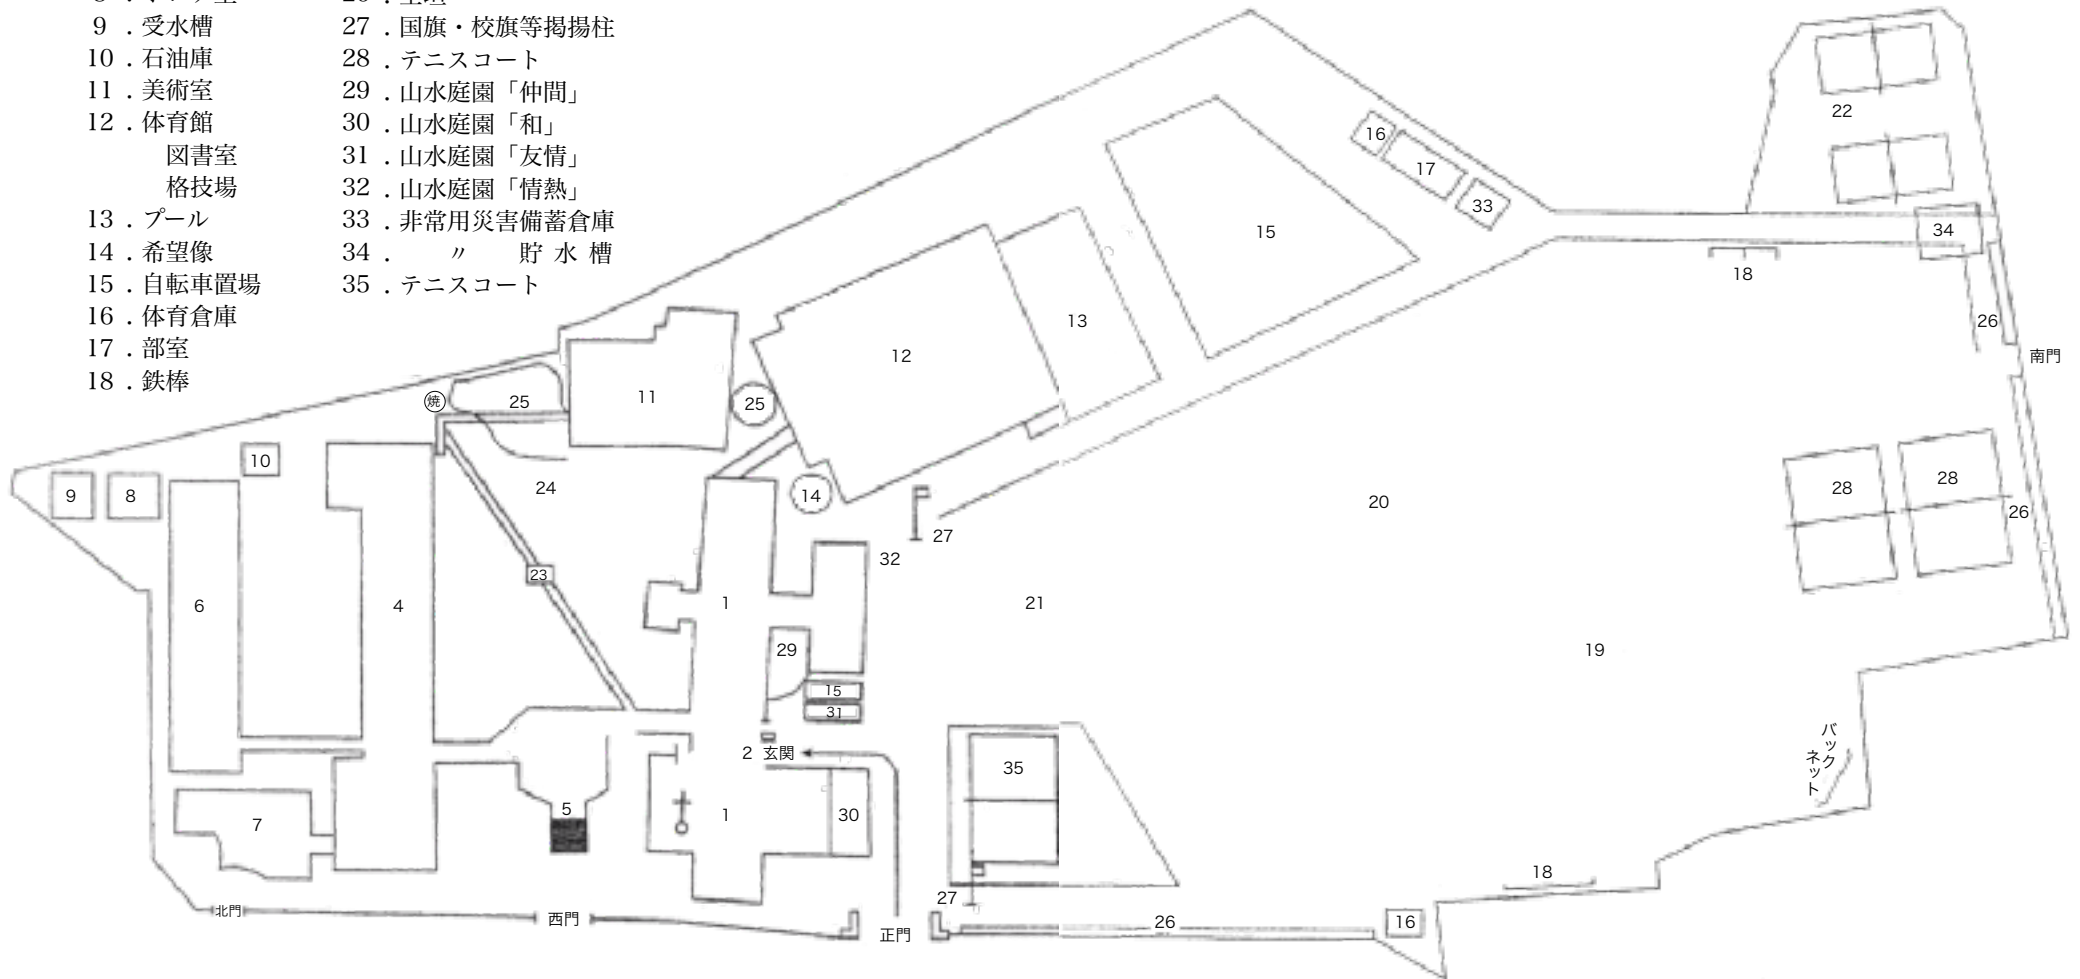 9 . 受水槽
10 . 石油庫
11 . 美術室
12 . 体育館
図書室
格技場
13 . プール
14 . 希望像
15 . 自転車置場
16 . 体育倉庫
17 . 部室
18 . 鉄棒
27 . 国旗・校旗等掲揚柱
28 . テニスコート
29 . 山水庭園「仲間」
30 . 山水庭園「和」
31 . 山水庭園「友情」
32 . 山水庭園「情熱」
33 . 非常用災害備蓄倉庫
34 . 〃 貯水槽
35 . テニスコート
22
16
17
33
15
34
18
26
南門
13
12
11
25
焼
25
10
9
8
24
14
27
32
20
28
28
26
23
6
4
1
21
29
19
15
31
2 玄関
35
バック
ネット
5
7
1
30
18
27
北門
西門
正門
26
16